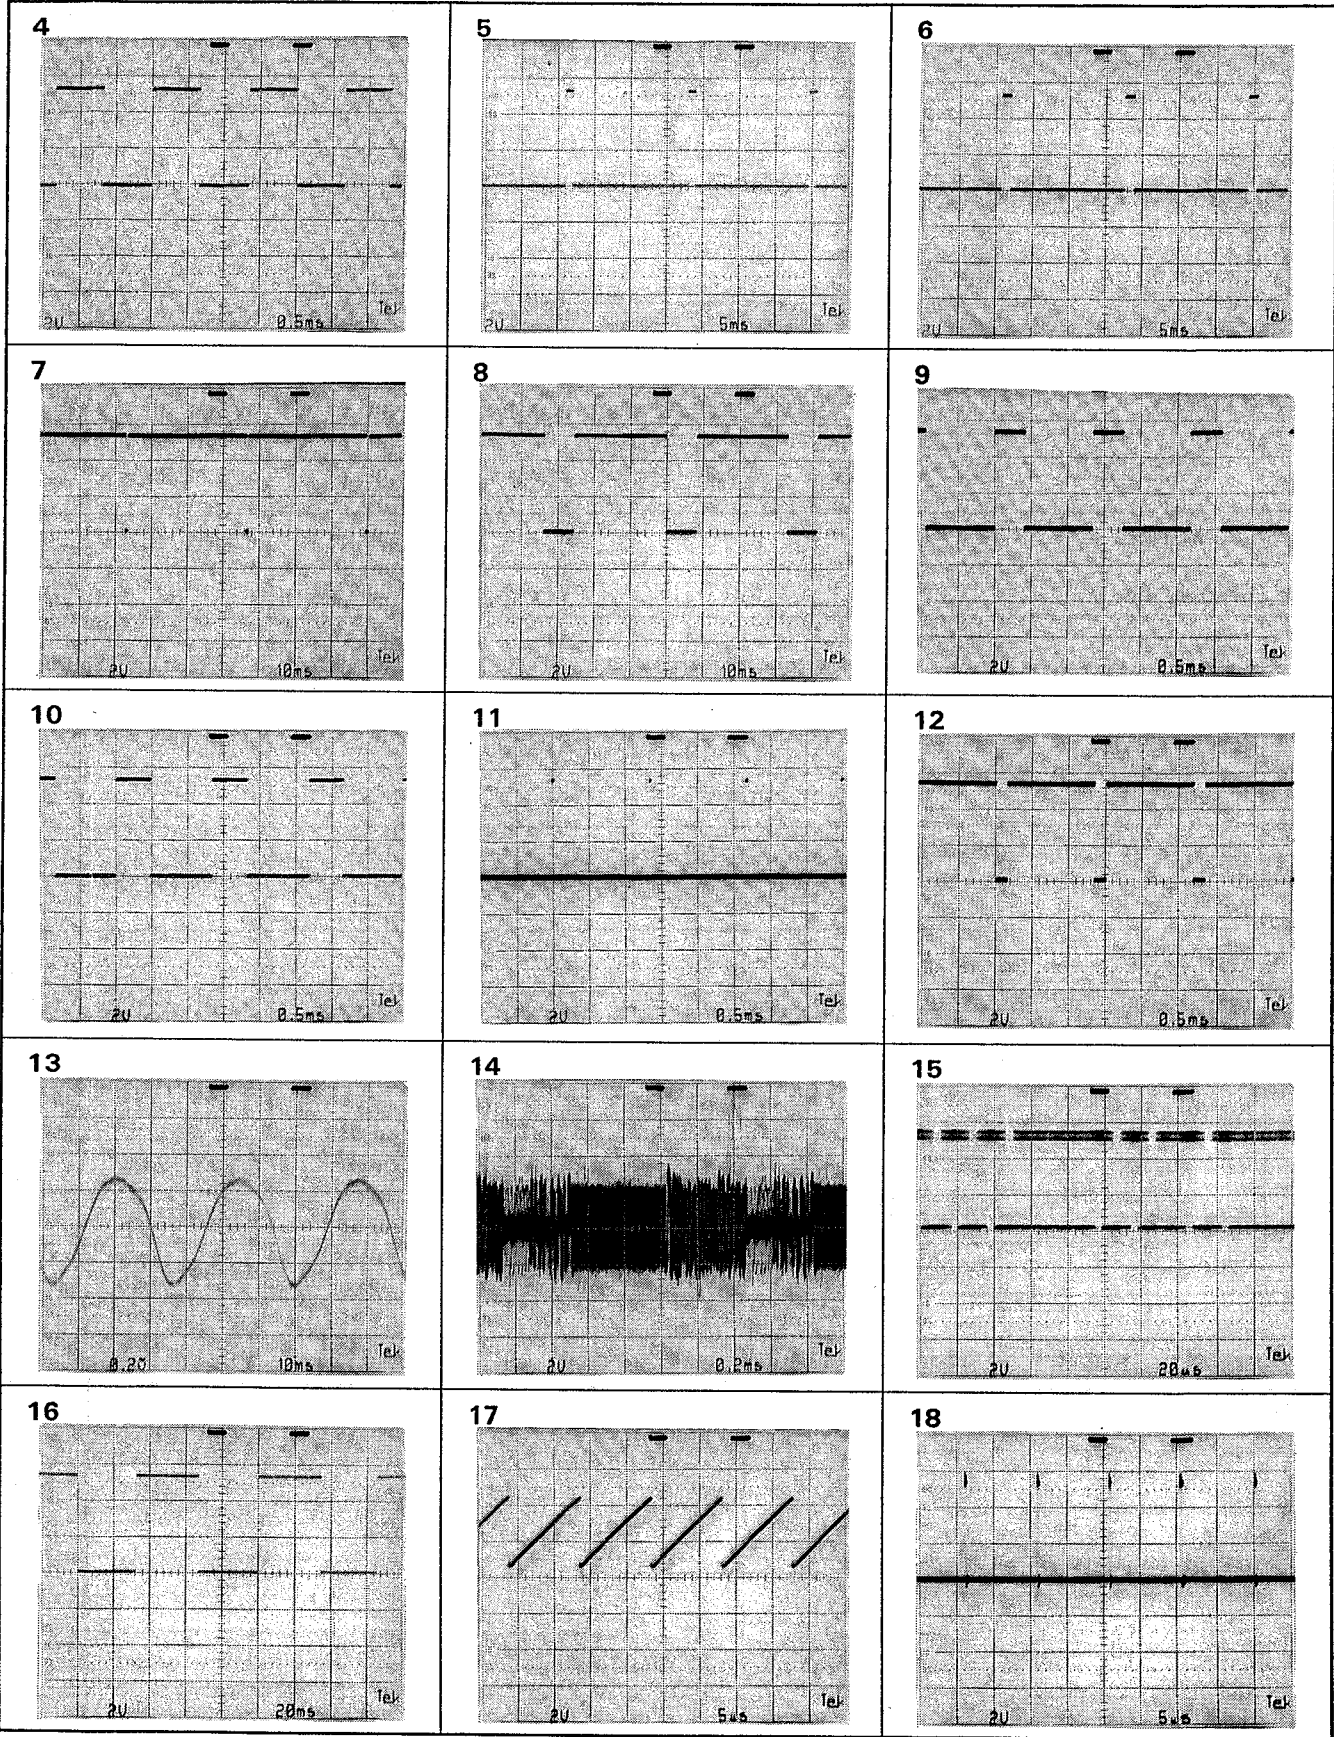 4
2V 0.5ms Tek
5
2V 5ms Tek
6
2V 5ms Tek
7
2V 10ms Tek
8
2V 10ms Tek
9
2V 0.5ms Tek
10
2V 0.5ms Tek
11
2V 0.5ms Tek
12
2V 0.5ms Tek
13
10ms Tek
14
2V 0.2ms Tek
15
2V 20µs Tek
16
2V 20ms Tek
17
2V 5µs Tek
18
2V 5µs Tek